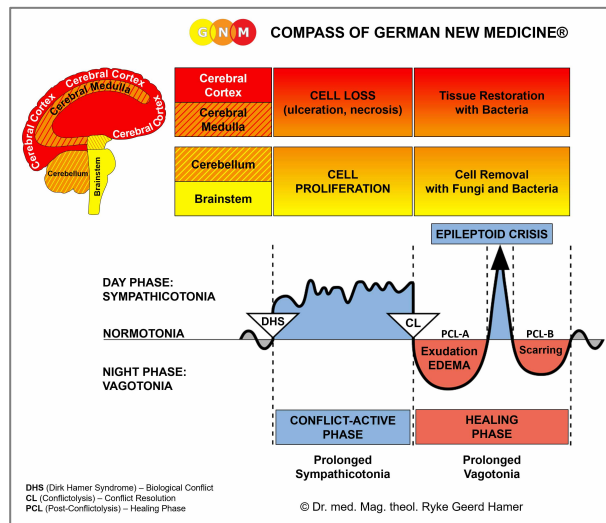 GNM COMPASS OF GERMAN NEW MEDICINE®
Cerebral Cortex
Cerebral Medulla
Cerebral Cortex
Cerebral Cortex
Cerebellum
Brainstem
Cerebral
Cortex
Cerebral
Medulla
CELL LOSS
(ulceration, necrosis)
Tissue Restoration
with Bacteria
Cerebellum
Brainstem
CELL
PROLIFERATION
Cell Removal
with Fungi and Bacteria
EPILEPTOID CRISIS
DAY PHASE:
SYMPATHICOTONIA
DHS
CL
NORMOTONIA
PCL-A
PCL-B
Exudation
EDEMA
Scarring
NIGHT PHASE:
VAGOTONIA
CONFLICT-ACTIVE
PHASE
HEALING
PHASE
Prolonged
Sympathicotonia
Prolonged
Vagotonia
DHS (Dirk Hamer Syndrome) – Biological Conflict
CL (Conflictolysis) – Conflict Resolution
PCL (Post-Conflictolysis) – Healing Phase
© Dr. med. Mag. theol. Ryke Geerd Hamer